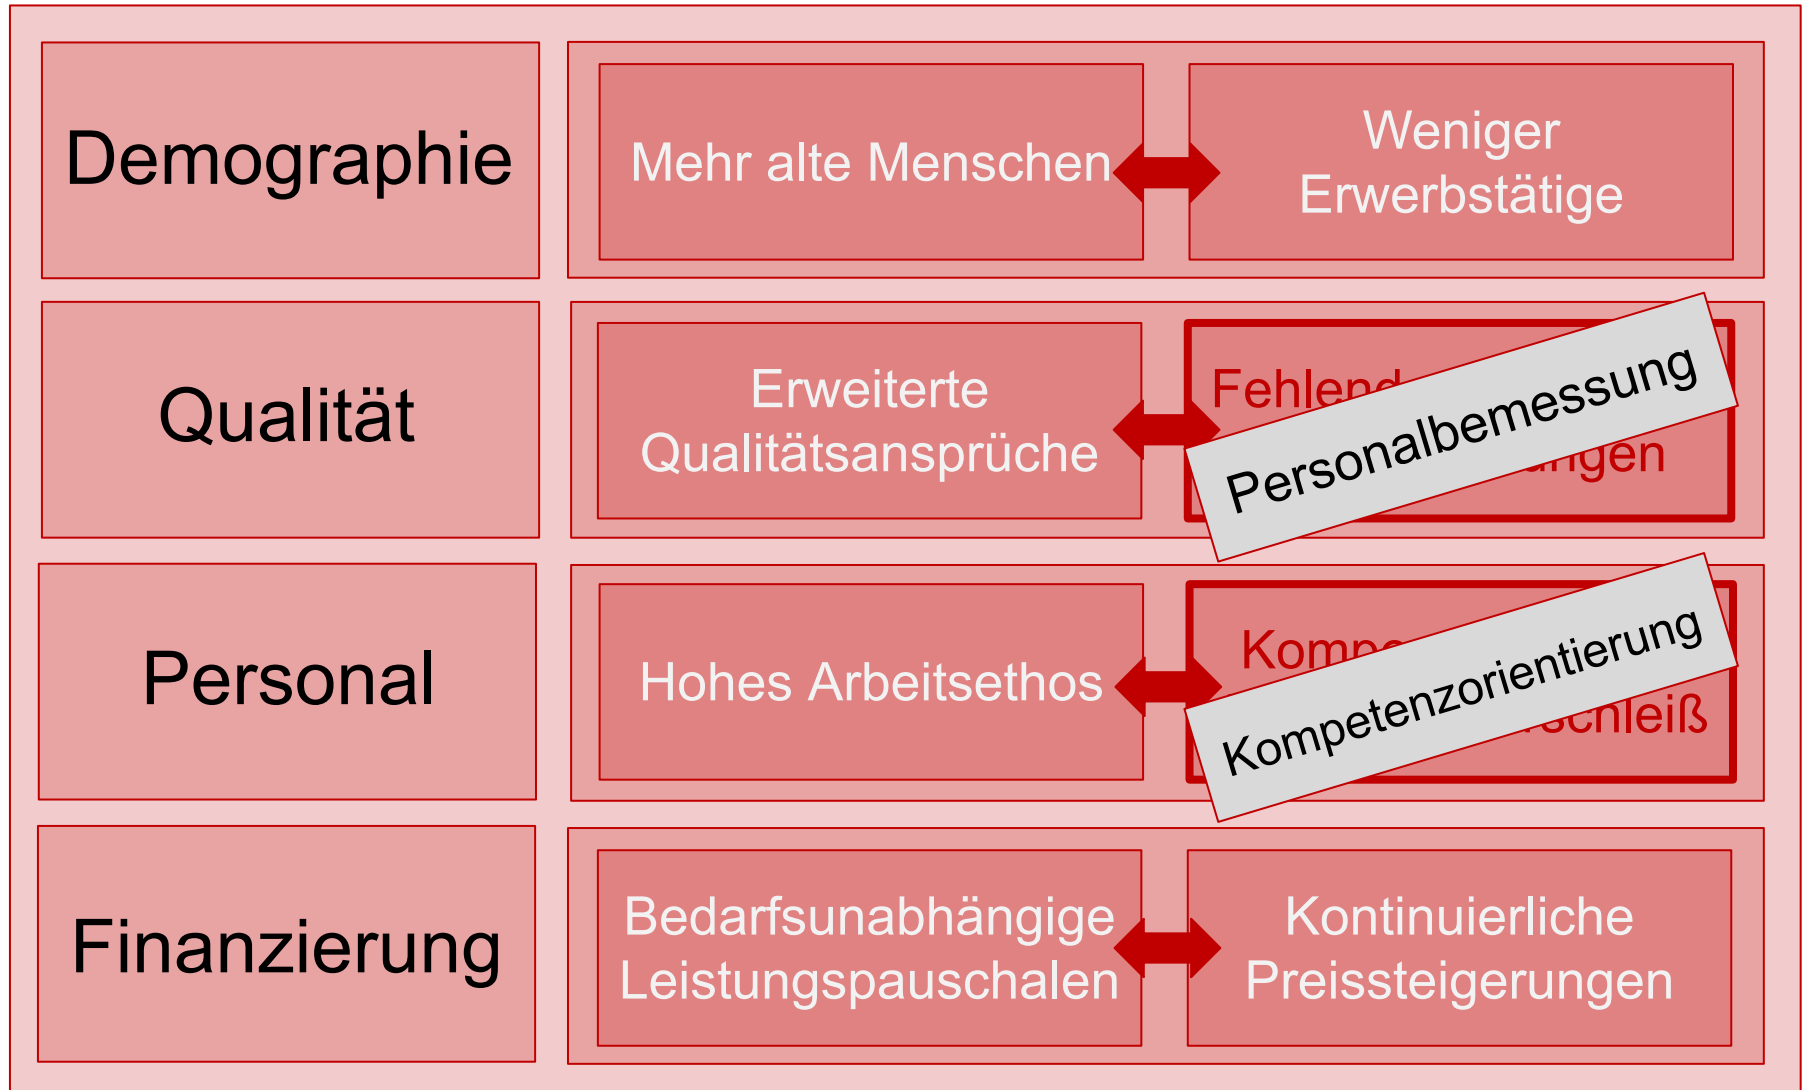 Demographie
Mehr alte Menschen
Weniger
Erwerbstätige
Qualität
Erweiterte
Qualitätsansprüche
Personalbemessung
Personal
Hohes Arbeitsethos
Kompetenzorientierung
Finanzierung
Bedarfsunabhängige
Leistungspauschalen
Kontinuierliche
Preissteigerungen